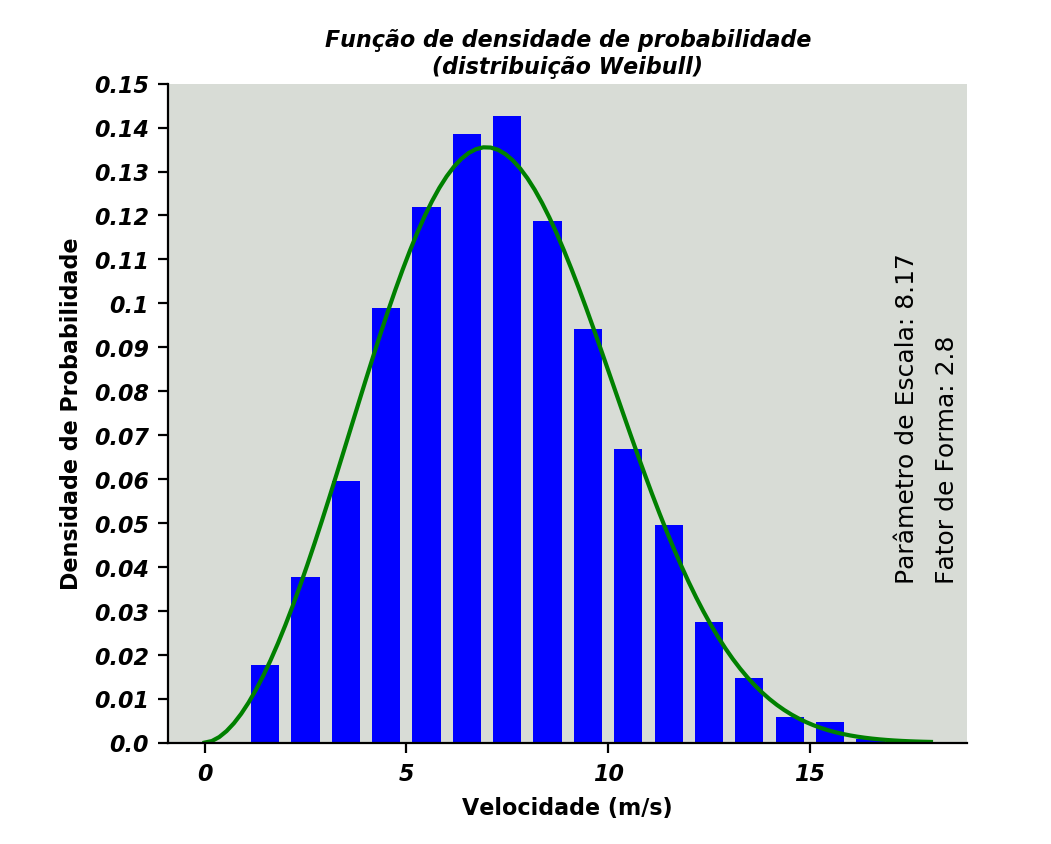 Função de densidade de probabilidade
(distribuição Weibull)
Densidade de Probabilidade
0.15
0.14
0.13
0.12
0.11
0.1
0.09
0.08
0.07
0.06
0.05
0.04
0.03
0.02
0.01
0.0
Parâmetro de Escala: 8.17
Fator de Forma: 2.8
0 5 10 15
Velocidade (m/s)